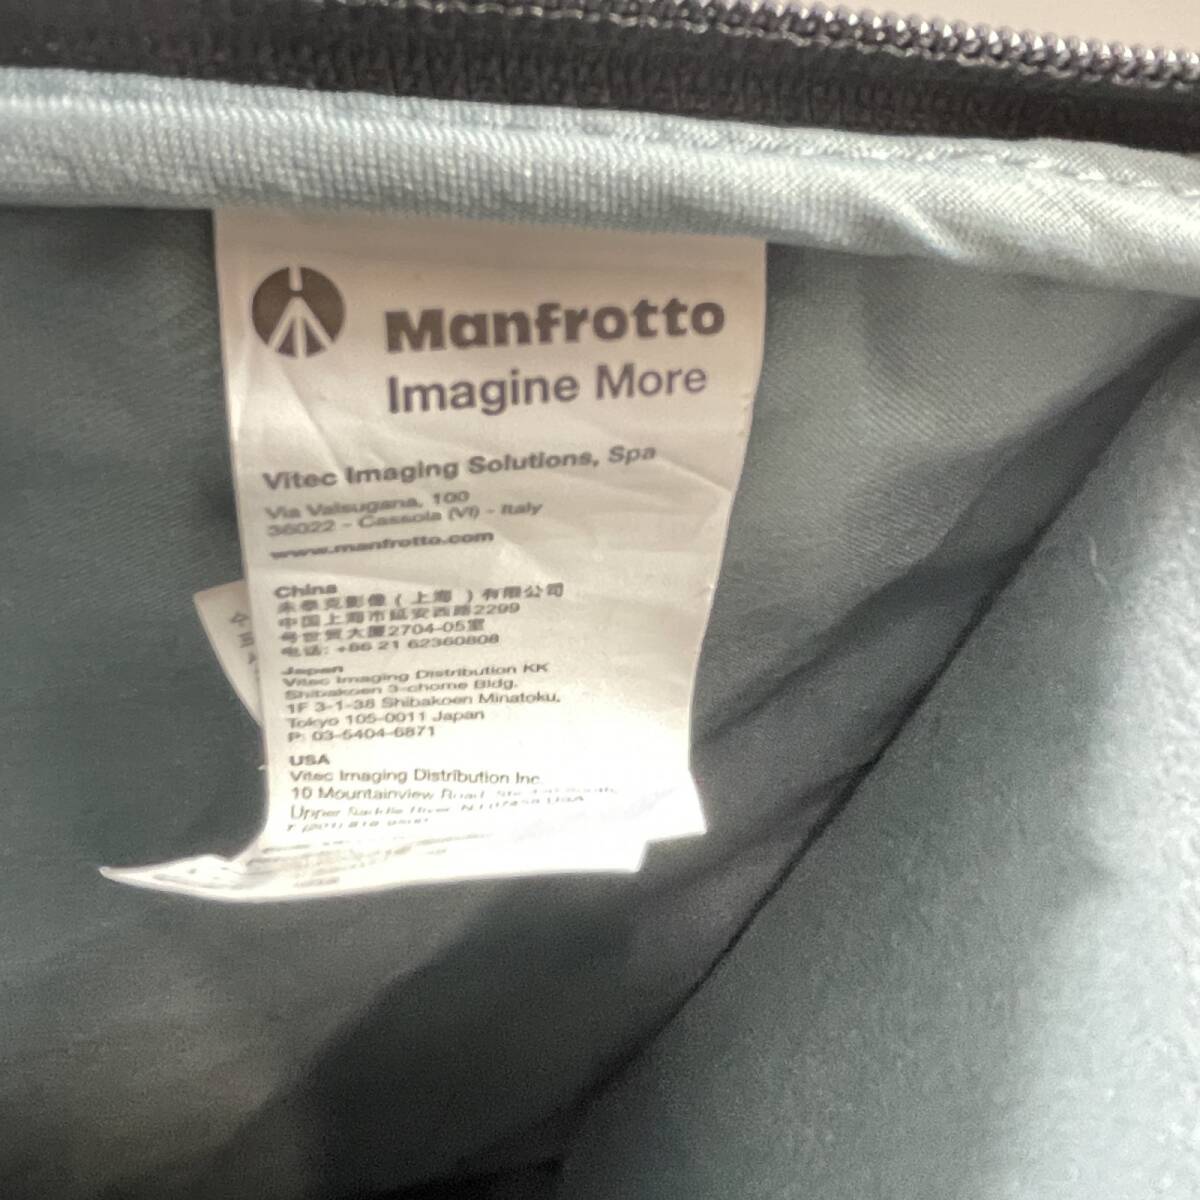 Manfrotto
Imagine More
Vitec Imaging Solutions, Spa
Via Valsugana, 100
36022 - Cassola (VI) - Italy
www.manfrotto.com
China
影像 ( 上海 ) 有限公司
中国上海市延安西路2299
号世贸大厦2704-05室
电话: +86 21 62360808
Japan
Vitec Imaging Distribution KK
Shibakoen 3-chome Bldg.
1F 3-1-38 Shibakoen Minatoku,
Tokyo 105-0011 Japan
P: 03-5404-6871
USA
Vitec Imaging Distribution Inc.
10 Mountainview Road,
Upper Saddle River